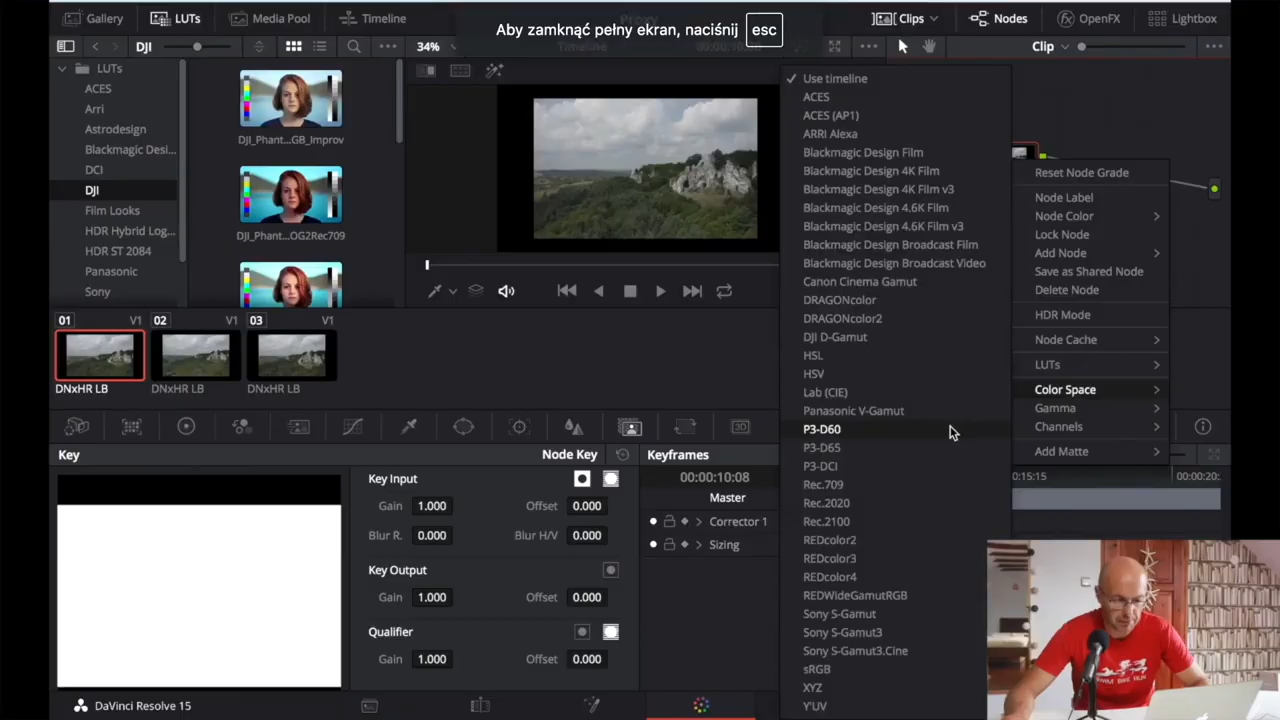 Gallery
LUTs
Media Pool
Timeline
Aby zamknąć pełny ekran, naciśnij esc
Clips
Nodes
OpenFX
Lightbox
DJI
34%
Clip
LUTs
ACES
Arri
Astrodesign
Blackmagic Desi...
DCI
DJI
Film Looks
HDR Hybrid Log...
HDR ST 2084
Panasonic
Sony
DJI_Phant...GB_Improv
DJI_Phant...OG2Rec709
Use timeline
ACES
ACES (AP1)
ARRI Alexa
Blackmagic Design Film
Blackmagic Design 4K Film
Blackmagic Design 4K Film v3
Blackmagic Design 4.6K Film
Blackmagic Design 4.6K Film v3
Blackmagic Design Broadcast Film
Blackmagic Design Broadcast Video
Canon Cinema Gamut
DRAGONcolor
DRAGONcolor2
DJI D-Gamut
HSL
HSV
Lab (CIE)
Panasonic V-Gamut
P3-D60
P3-D65
P3-DCI
Rec.709
Rec.2020
Rec.2100
REDcolor2
REDcolor3
REDcolor4
REDWideGamutRGB
Sony S-Gamut
Sony S-Gamut3
Sony S-Gamut3.Cine
sRGB
XYZ
Y'UV
Reset Node Grade
Node Label
Node Color
Lock Node
Add Node
Save as Shared Node
Delete Node
HDR Mode
Node Cache
LUTs
Color Space
Gamma
Channels
Add Matte
01 V1
02 V1
03 V1
DNxHR LB
DNxHR LB
DNxHR LB
Key
Node Key
Key Input
Gain 1.000 Offset 0.000
Blur R. 0.000 Blur H/V 0.000
Key Output
Gain 1.000 Offset 0.000
Qualifier
Gain 1.000 Offset 0.000
Keyframes
00:00:10:08
Master
Corrector 1
Sizing
:15:15
00:00:20:
3D
DaVinci Resolve 15